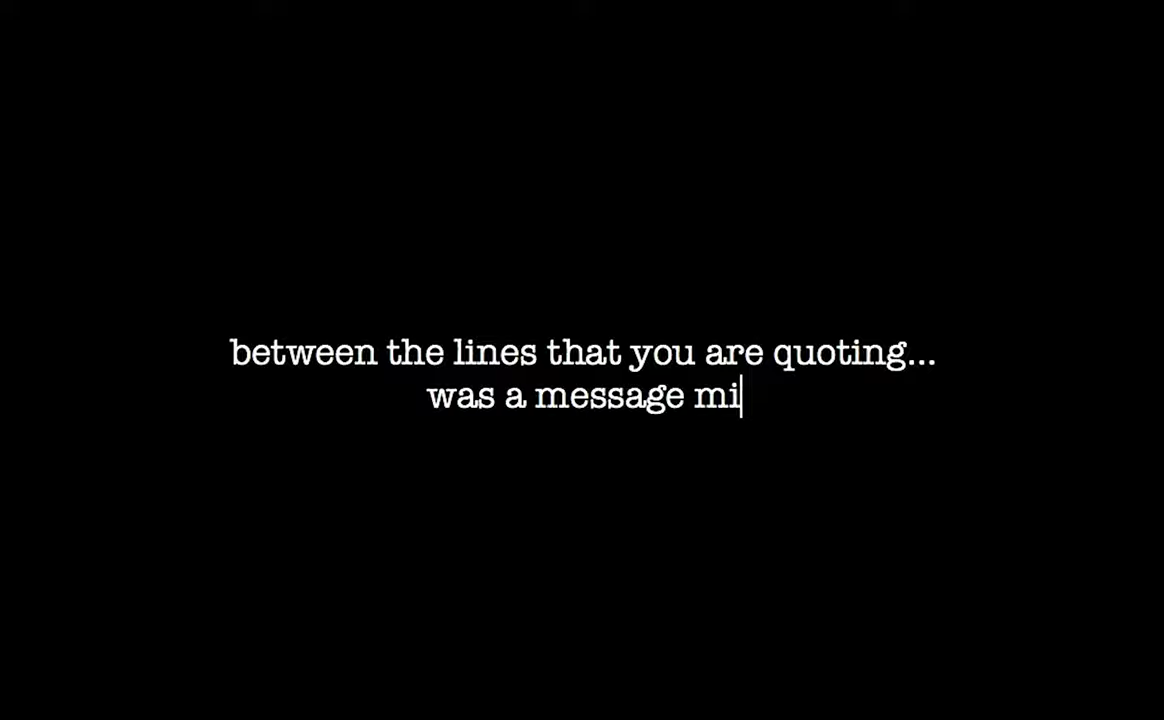 between the lines that you are quoting...
was a message mi